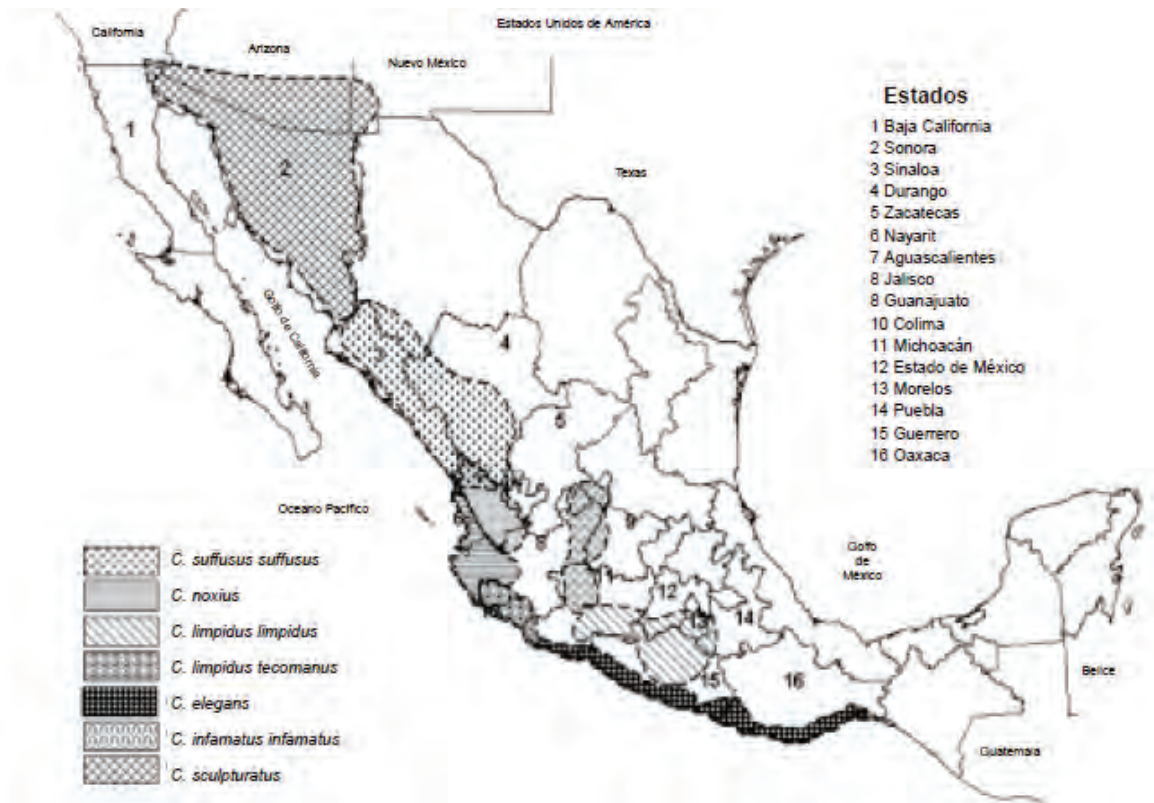 Estados Unidos de América
California
Arizona
Nuevo México
Texas
Golfo de California
Oceano Pacífico
Golfo
de
México
Belice
Guatemala
1
2
4
12
14
15
16
Estados
1 Baja California
2 Sonora
3 Sinaloa
4 Durango
5 Zacatecas
6 Nayarit
7 Aguascalientes
8 Jalisco
8 Guanajuato
10 Colima
11 Michoacán
12 Estado de México
13 Morelos
14 Puebla
15 Guerrero
16 Oaxaca
C. suffusus suffusus
C. noxius
C. limpidus limpidus
C. limpidus tecomanus
C. elegans
C. infamatus infamatus
C. sculpturatus